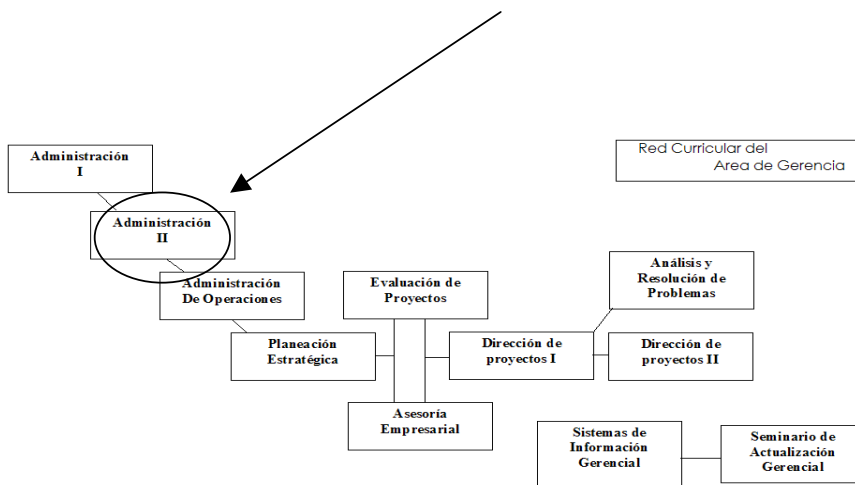 Administración
I
Red Curricular del
Area de Gerencia
Administración
II
Administración
De Operaciones
Evaluación de
Proyectos
Análisis y
Resolución de
Problemas
Planeación
Estratégica
Dirección de
proyectos I
Dirección de
proyectos II
Asesoría
Empresarial
Sistemas de
Información
Gerencial
Seminario de
Actualización
Gerencial